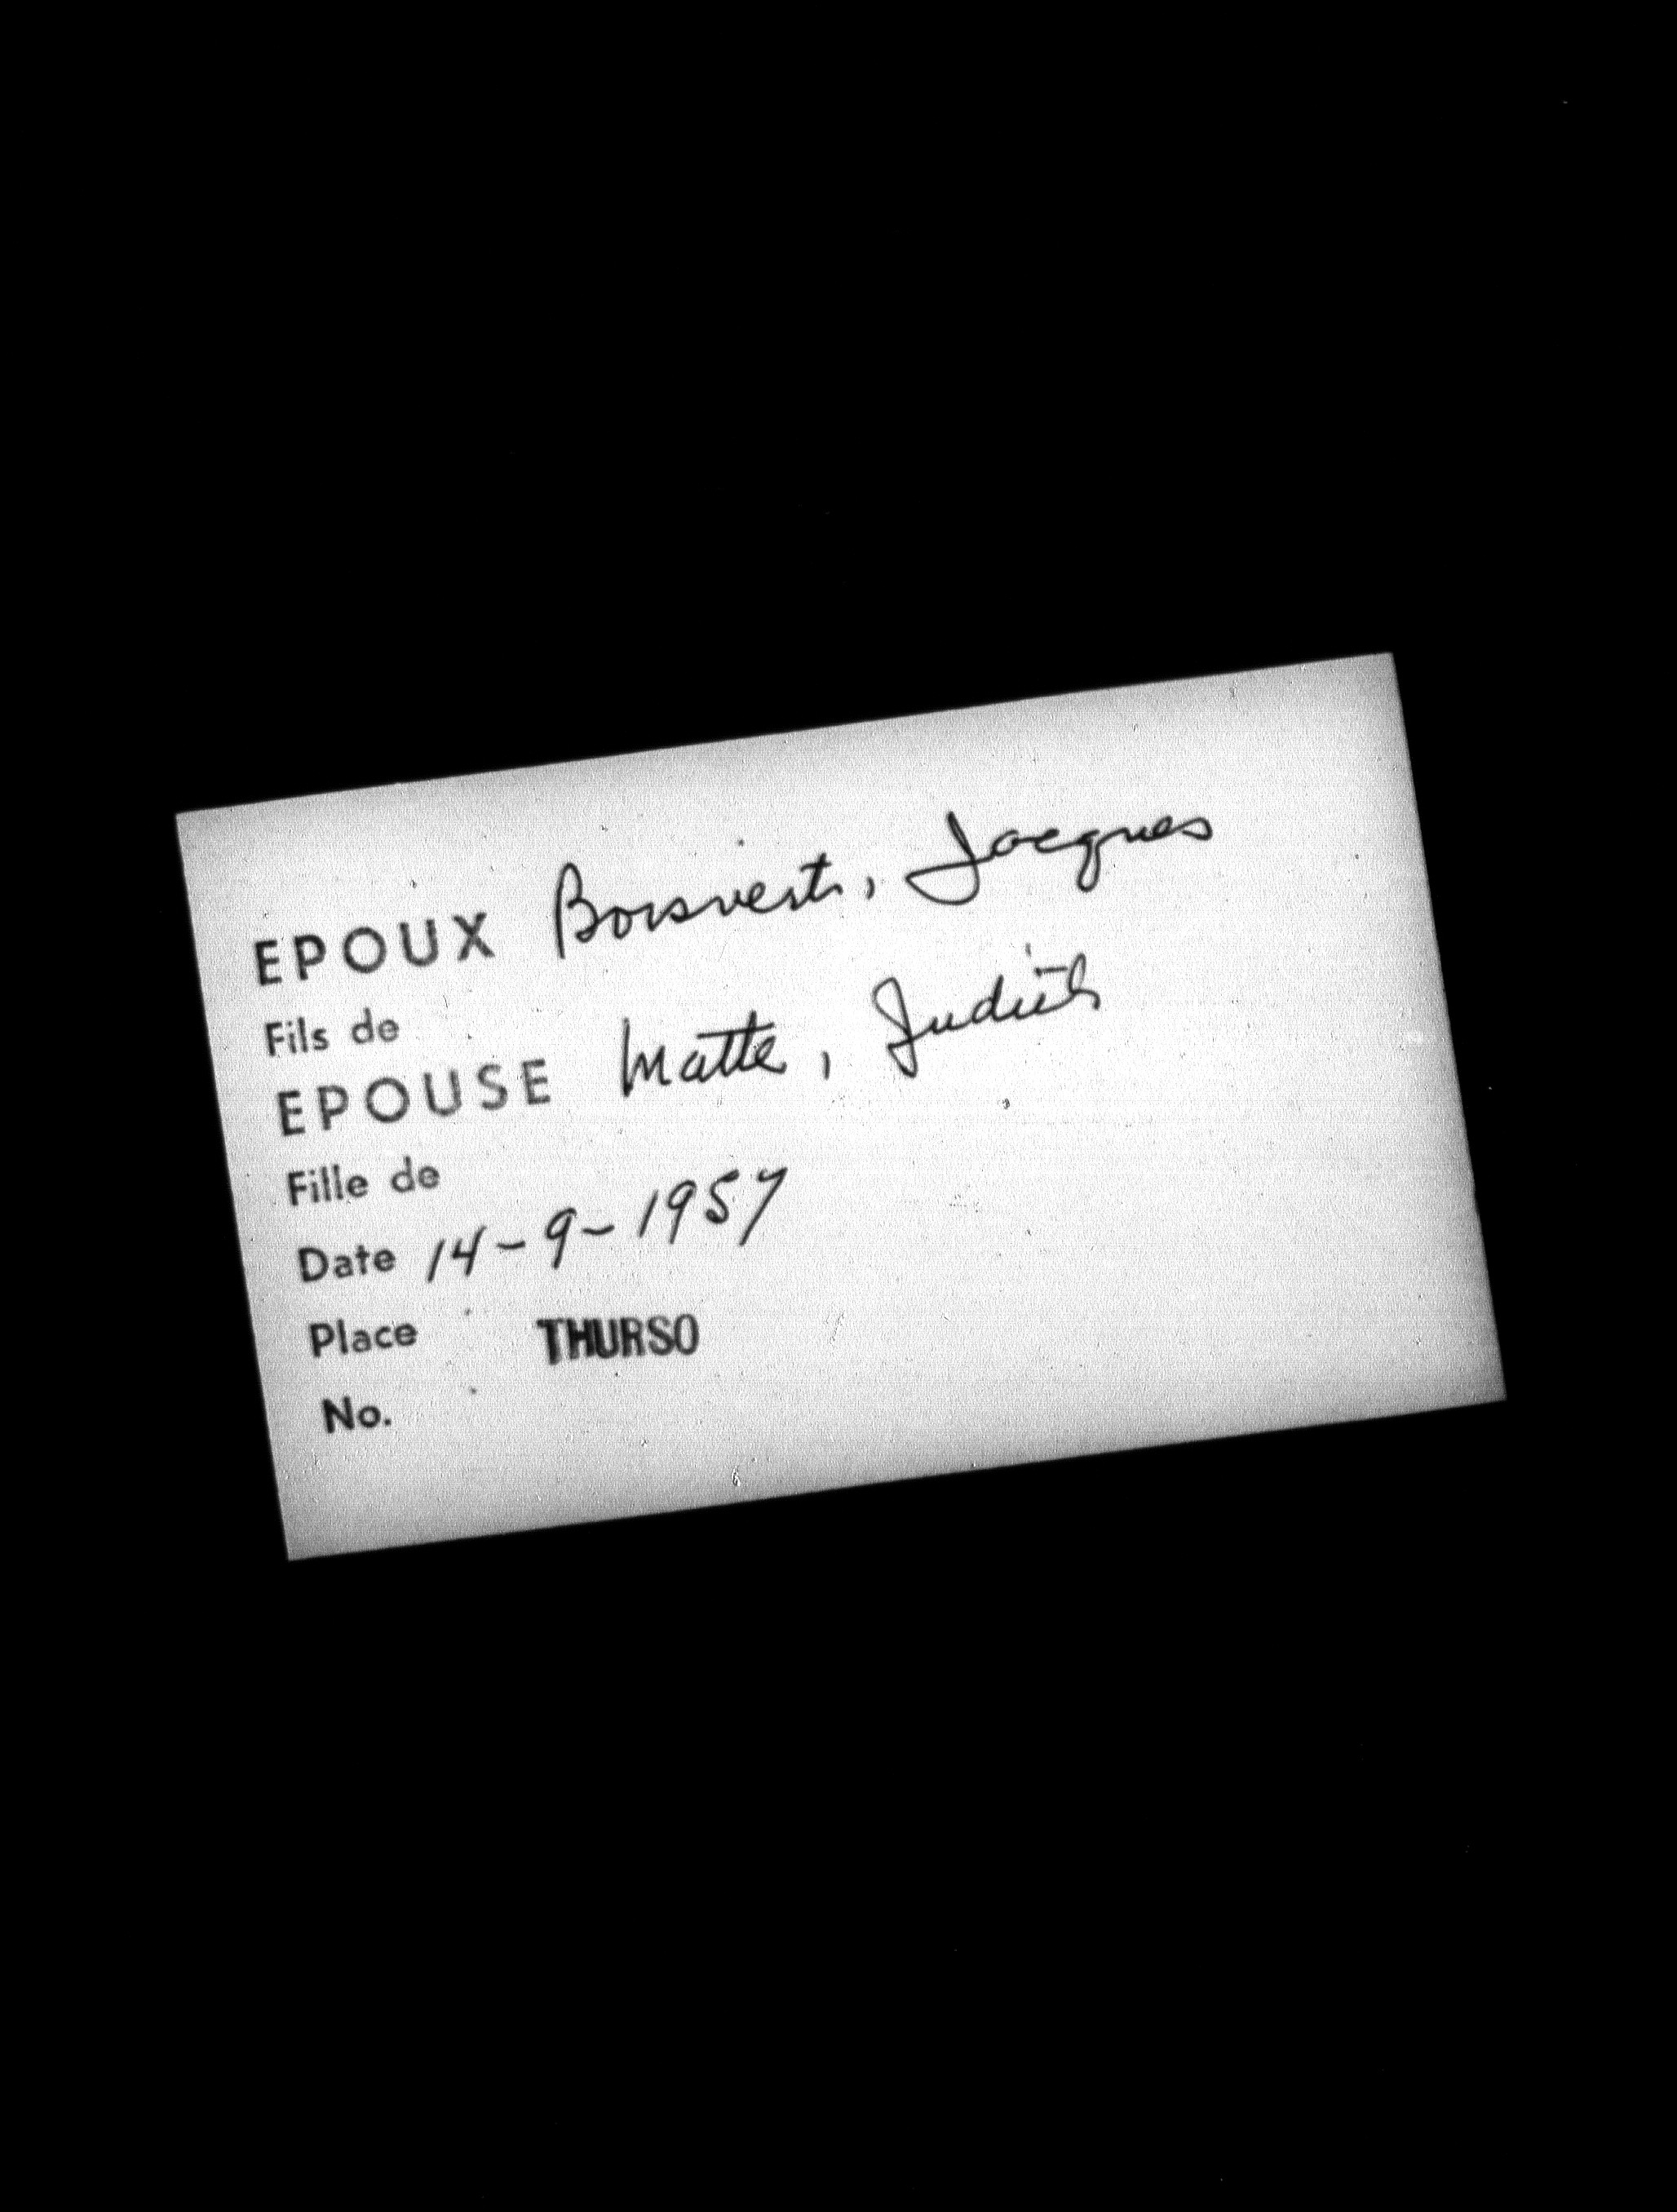 EPOUX Boisvert, Jacques
Fils de
EPOUSE Matte, Judith
Fille de
Date 14-9-1957
Place THURSO
No.